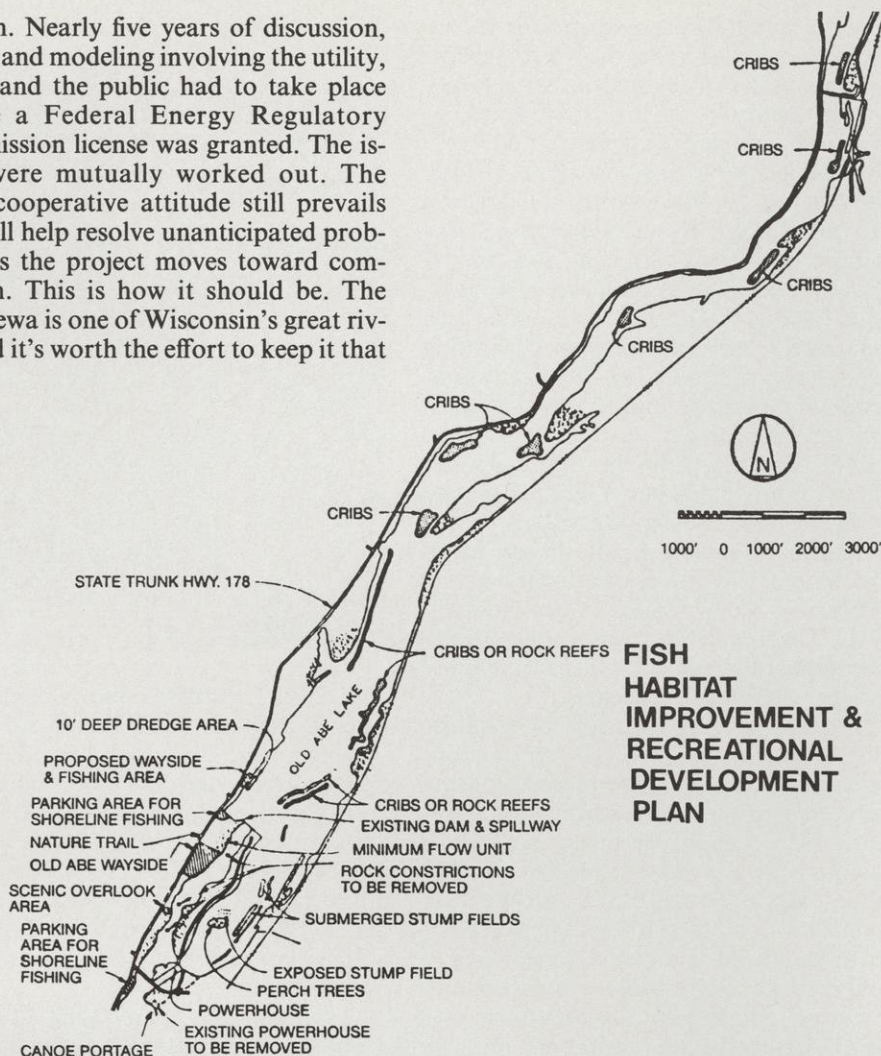 n. Nearly five years of discussion,
and modeling involving the utility,
and the public had to take place
a Federal Energy Regulatory
ission license was granted. The is-
vere mutually worked out. The
cooperative attitude still prevails
ll help resolve unanticipated prob-
s the project moves toward com-
n. This is how it should be. The
ewa is one of Wisconsin's great riv-
d it's worth the effort to keep it that
CRIBS
CRIBS
CRIBS
CRIBS
CRIBS
CRIBS
N
1000' 0 1000' 2000' 3000'
STATE TRUNK HWY. 178
CRIBS OR ROCK REEFS
FISH
HABITAT
IMPROVEMENT &
RECREATIONAL
DEVELOPMENT
PLAN
OLD ABE LAKE
10' DEEP DREDGE AREA
PROPOSED WAYSIDE
& FISHING AREA
PARKING AREA FOR
SHORELINE FISHING
NATURE TRAIL
OLD ABE WAYSIDE
SCENIC OVERLOOK
AREA
PARKING
AREA FOR
SHORELINE
FISHING
CANOE PORTAGE
CRIBS OR ROCK REEFS
EXISTING DAM & SPILLWAY
MINIMUM FLOW UNIT
ROCK CONSTRICTIONS
TO BE REMOVED
SUBMERGED STUMP FIELDS
EXPOSED STUMP FIELD
PERCH TREES
POWERHOUSE
EXISTING POWERHOUSE
TO BE REMOVED